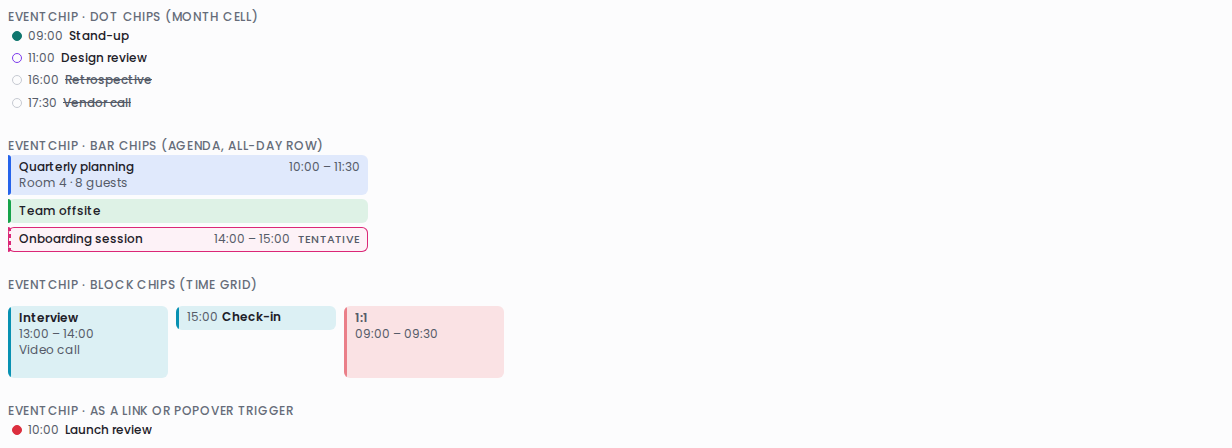 EVENTCHIP · DOT CHIPS (MONTH CELL)
09:00 Stand-up
11:00 Design review
16:00 Retrospective
17:30 Vendor call
EVENTCHIP · BAR CHIPS (AGENDA, ALL-DAY ROW)
Quarterly planning 10:00 – 11:30
Room 4 · 8 guests
Team offsite
Onboarding session 14:00 – 15:00 TENTATIVE
EVENTCHIP · BLOCK CHIPS (TIME GRID)
Interview
13:00 – 14:00
Video call
15:00 Check-in
1:1
09:00 – 09:30
EVENTCHIP · AS A LINK OR POPOVER TRIGGER
10:00 Launch review